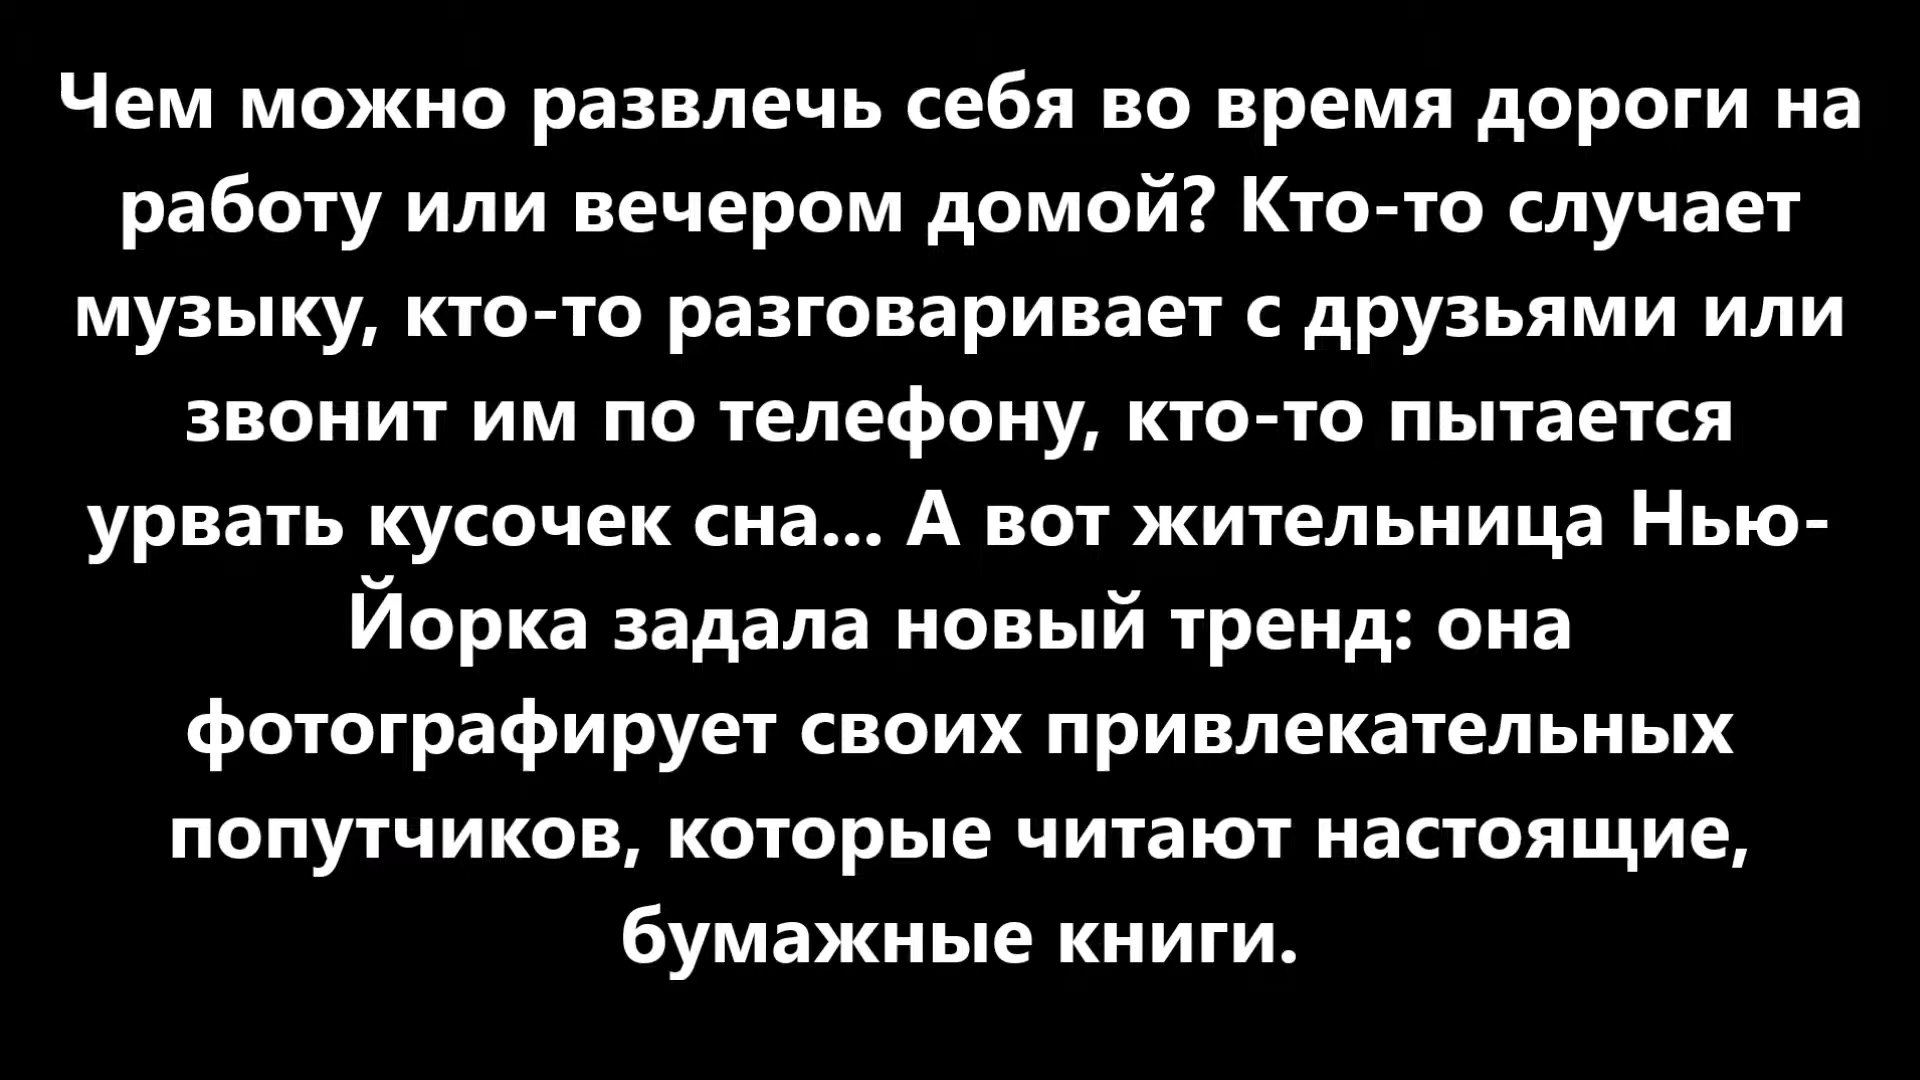 Чем можно развлечь себя во время дороги на
работу или вечером домой? Кто-то случает
музыку, кто-то разговаривает с друзьями или
звонит им по телефону, кто-то пытается
урвать кусочек сна... А вот жительница Нью-
Йорка задала новый тренд: она
фотографирует своих привлекательных
попутчиков, которые читают настоящие,
бумажные книги.